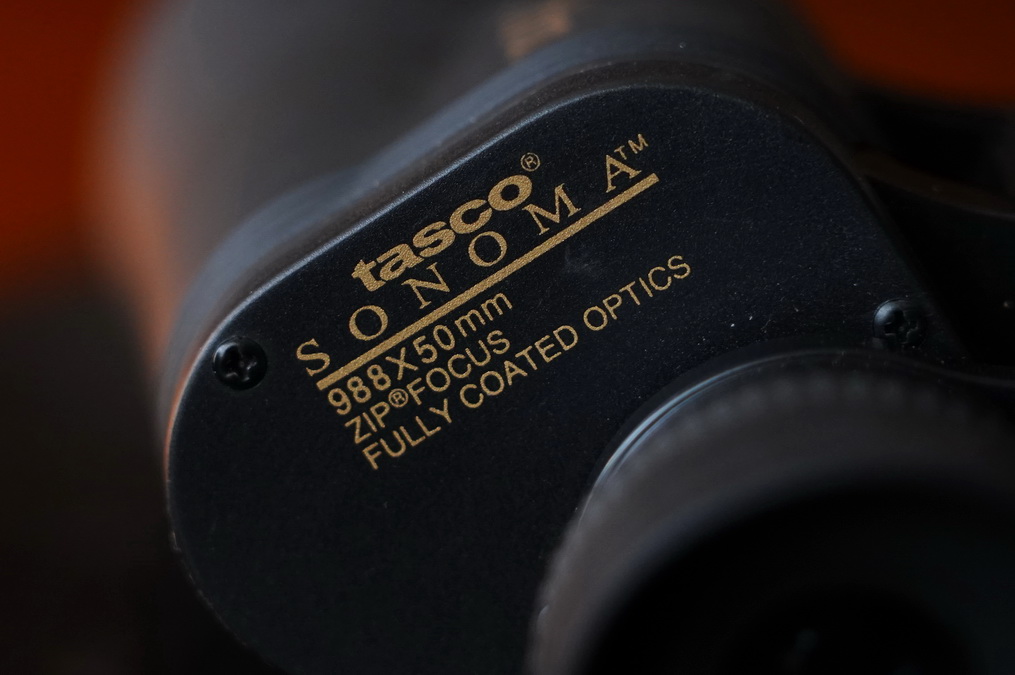 tasco®
SONOMA™
988X50mm
ZIP®FOCUS
FULLY COATED OPTICS